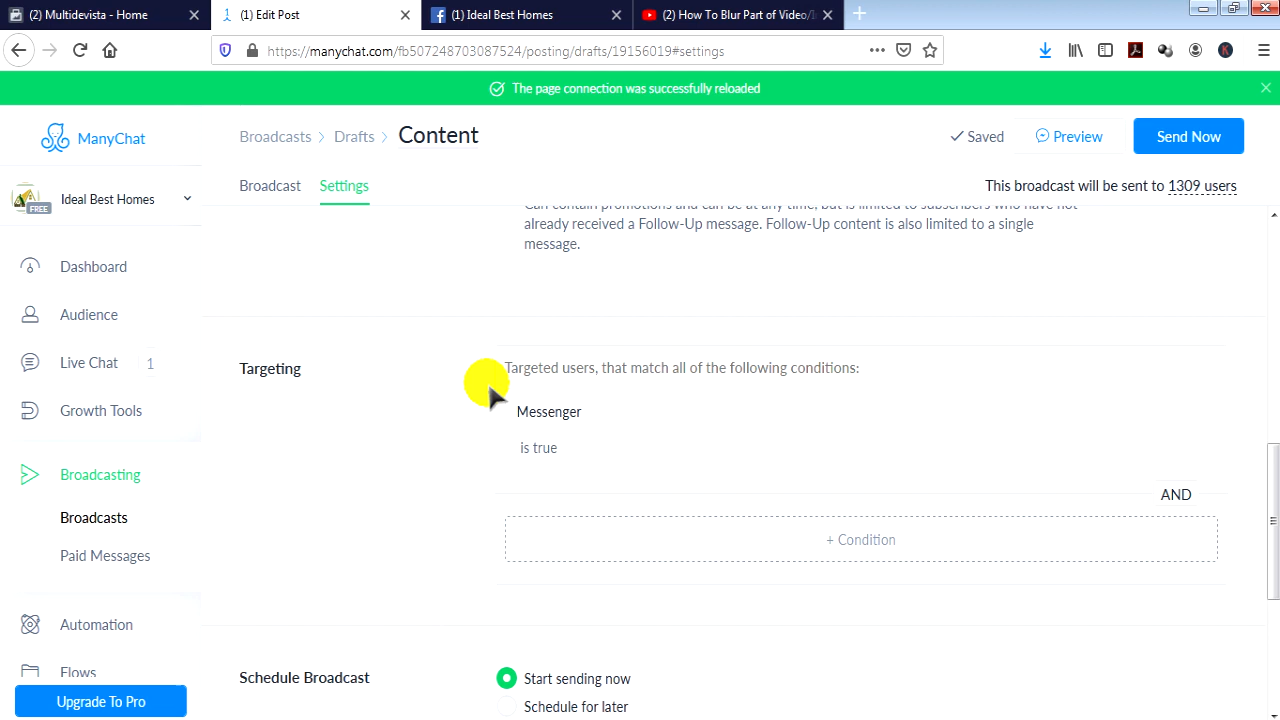 (2) Multidevista - Home
(1) Edit Post
(1) Ideal Best Homes
(2) How To Blur Part of Video/
https://manychat.com/fb507248703087524/posting/drafts/19156019#settings
The page connection was successfully reloaded
ManyChat
Broadcasts
Drafts
Content
Saved
Preview
Send Now
Ideal Best Homes
FREE
Broadcast
Settings
This broadcast will be sent to 1309 users
Can contain promotions and can be at any time, but is limited to subscribers who have not
already received a Follow-Up message. Follow-Up content is also limited to a single
message.
Dashboard
Audience
Live Chat 1
Growth Tools
Broadcasting
Broadcasts
Paid Messages
Automation
Flows
Upgrade To Pro
Targeting
Targeted users, that match all of the following conditions:
Messenger
is true
AND
+ Condition
Schedule Broadcast
Start sending now
Schedule for later